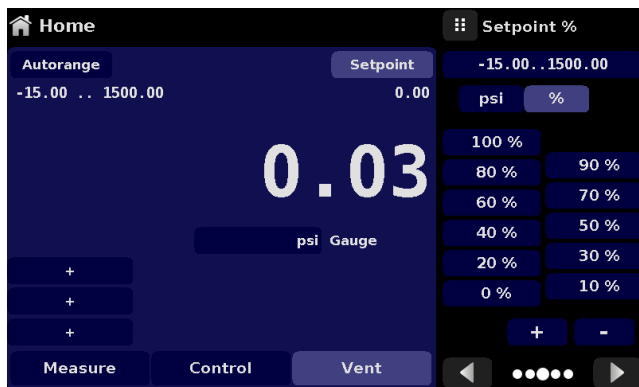 Home
Autorange Setpoint
-15.00 .. 1500.00 0.00
0.03
psi Gauge
+
+
+
Measure Control Vent
Setpoint %
-15.00..1500.00
psi %
100 %
90 %
80 %
70 %
60 %
50 %
40 %
30 %
20 %
10 %
0 %
+ -